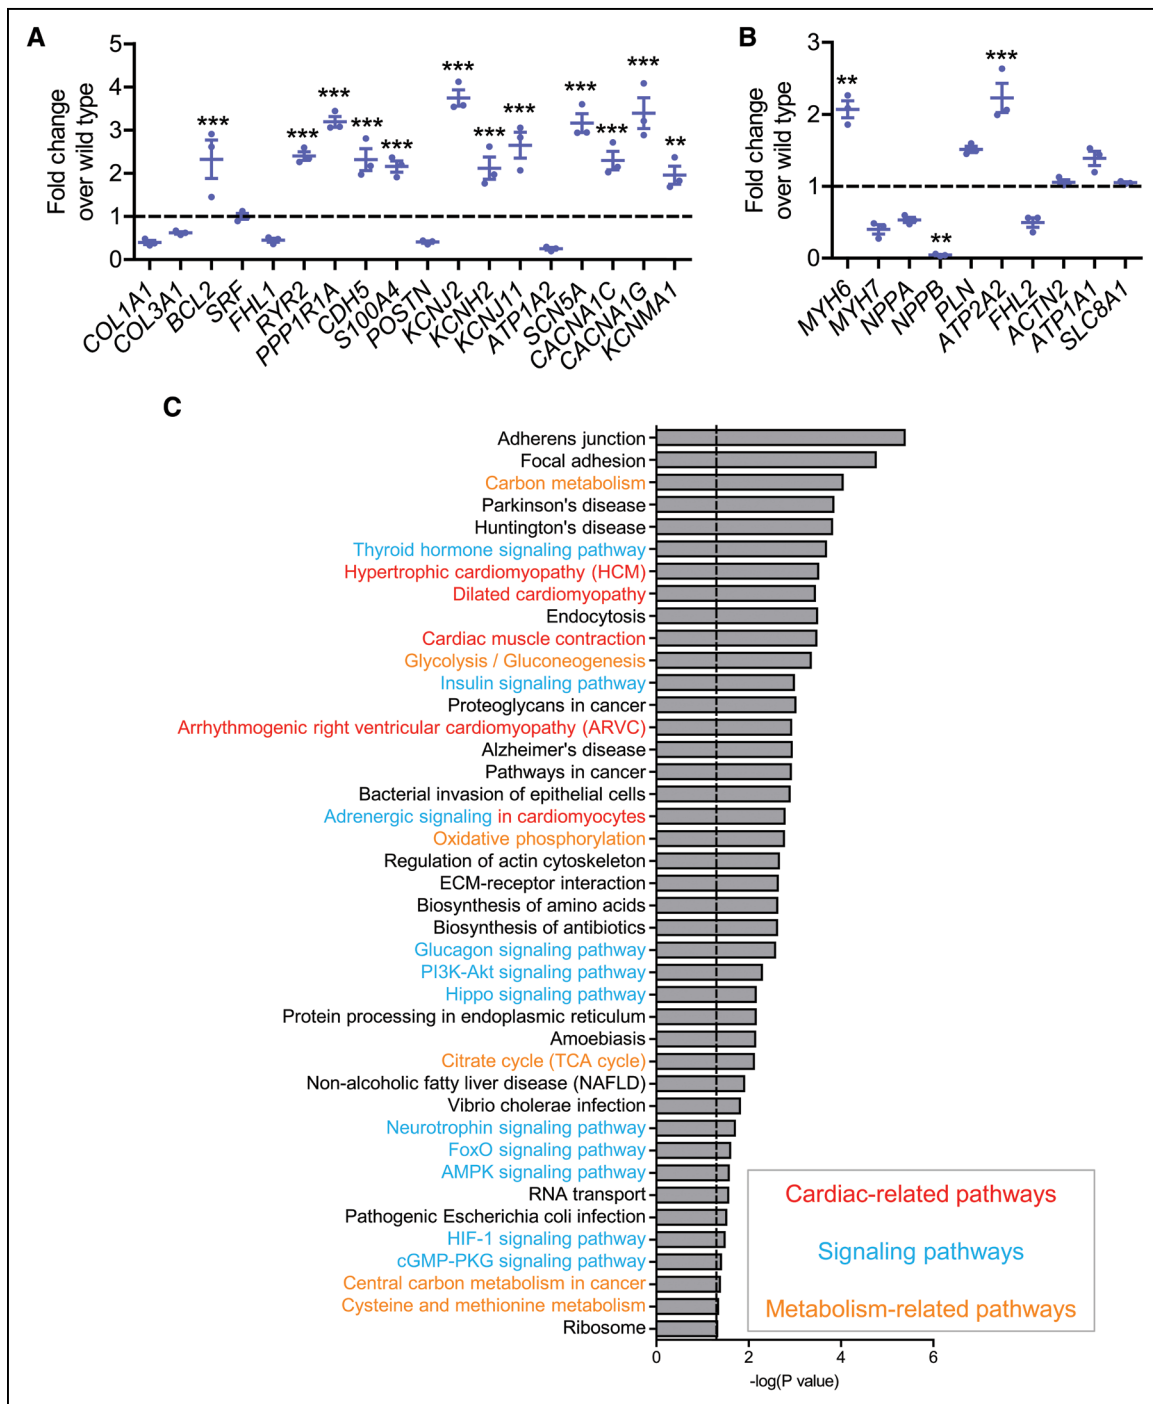 A
Fold change
over wild type
5
4
3
2
1
0
***
***
***
***
***
***
***
***
***
***
***
**
COL1A1
COL3A1
BCL2
SRF
FHL1
RYR2
PPP1R1A
CDH5
S100A4
POSTN
KCNJ2
KCNH2
KCNJ11
ATP1A2
SCN5A
CACNA1C
CACNA1G
KCNMA1
B
Fold change
over wild type
3
2
1
0
**
**
***
MYH6
MYH7
NPPA
NPPB
PLN
ATP2A2
FHL2
ACTN2
ATP1A1
SLC8A1
C
Adherens junction
Focal adhesion
Carbon metabolism
Parkinson's disease
Huntington's disease
Thyroid hormone signaling pathway
Hypertrophic cardiomyopathy (HCM)
Dilated cardiomyopathy
Endocytosis
Cardiac muscle contraction
Glycolysis / Gluconeogenesis
Insulin signaling pathway
Proteoglycans in cancer
Arrhythmogenic right ventricular cardiomyopathy (ARVC)
Alzheimer's disease
Pathways in cancer
Bacterial invasion of epithelial cells
Adrenergic signaling in cardiomyocytes
Oxidative phosphorylation
Regulation of actin cytoskeleton
ECM-receptor interaction
Biosynthesis of amino acids
Biosynthesis of antibiotics
Glucagon signaling pathway
PI3K-Akt signaling pathway
Hippo signaling pathway
Protein processing in endoplasmic reticulum
Amoebiasis
Citrate cycle (TCA cycle)
Non-alcoholic fatty liver disease (NAFLD)
Vibrio cholerae infection
Neurotrophin signaling pathway
FoxO signaling pathway
AMPK signaling pathway
RNA transport
Pathogenic Escherichia coli infection
HIF-1 signaling pathway
cGMP-PKG signaling pathway
Central carbon metabolism in cancer
Cysteine and methionine metabolism
Ribosome
0 2 4 6
-log(P value)
Cardiac-related pathways
Signaling pathways
Metabolism-related pathways